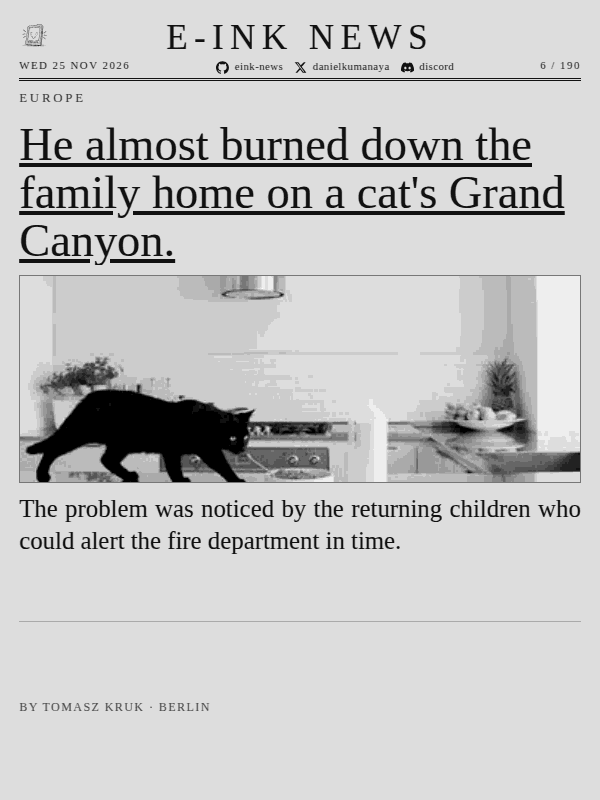 E-INK NEWS
WED 25 NOV 2026
eink-news danielkumanaya discord
6 / 190
EUROPE
He almost burned down the
family home on a cat's Grand
Canyon.
The problem was noticed by the returning children who
could alert the fire department in time.
BY TOMASZ KRUK · BERLIN